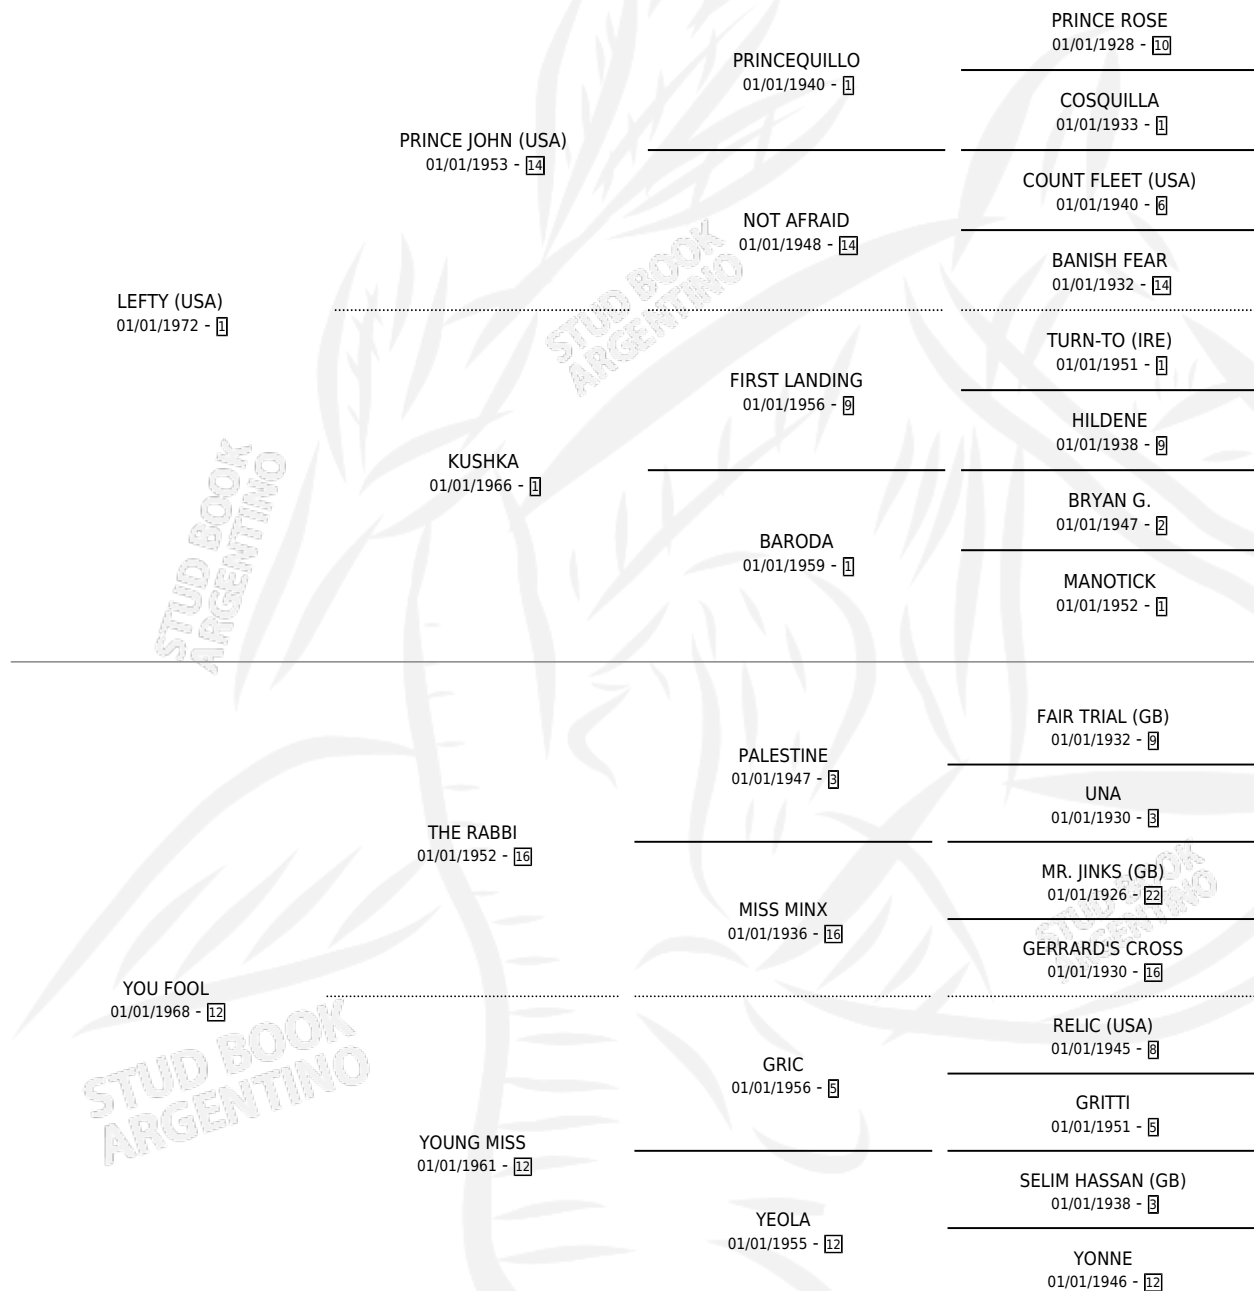 PRINCE ROSE
01/01/1928 - 10
PRINCEQUILLO
01/01/1940 - 1
COSQUILLA
01/01/1933 - 1
PRINCE JOHN (USA)
01/01/1953 - 14
COUNT FLEET (USA)
01/01/1940 - 6
NOT AFRAID
01/01/1948 - 14
BANISH FEAR
01/01/1932 - 14
LEFTY (USA)
01/01/1972 - 1
STUD BOOK
ARGENTINO
TURN-TO (IRE)
01/01/1951 - 1
FIRST LANDING
01/01/1956 - 9
HILDENE
01/01/1938 - 9
KUSHKA
01/01/1966 - 1
BRYAN G.
01/01/1947 - 2
BARODA
01/01/1959 - 1
MANOTICK
01/01/1952 - 1
STUD BOOK
ARGENTINO
FAIR TRIAL (GB)
01/01/1932 - 9
PALESTINE
01/01/1947 - 3
UNA
01/01/1930 - 3
THE RABBI
01/01/1952 - 16
MR. JINKS (GB)
01/01/1926 - 22
MISS MINX
01/01/1936 - 16
STUD BOOK
ARGENTINO
GERRARD'S CROSS
01/01/1930 - 16
YOU FOOL
01/01/1968 - 12
RELIC (USA)
01/01/1945 - 8
GRIC
01/01/1956 - 5
STUD BOOK
ARGENTINO
GRITTI
01/01/1951 - 5
YOUNG MISS
01/01/1961 - 12
SELIM HASSAN (GB)
01/01/1938 - 3
YEOLA
01/01/1955 - 12
YONNE
01/01/1946 - 12